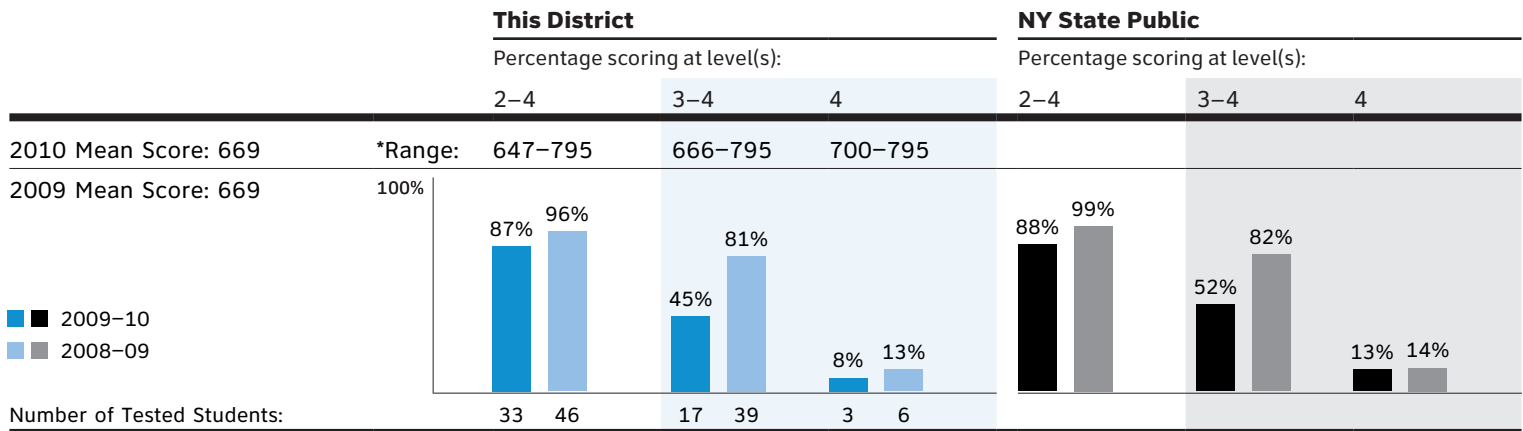 This District
NY State Public
Percentage scoring at level(s):
Percentage scoring at level(s):
2–4 3–4 4 2–4 3–4 4
2010 Mean Score: 669 *Range: 647–795 666–795 700–795
2009 Mean Score: 669 100%
87% 96% 45% 81% 8% 13% 88% 99% 52% 82% 13% 14%
2009–10
2008–09
Number of Tested Students: 33 46 17 39 3 6